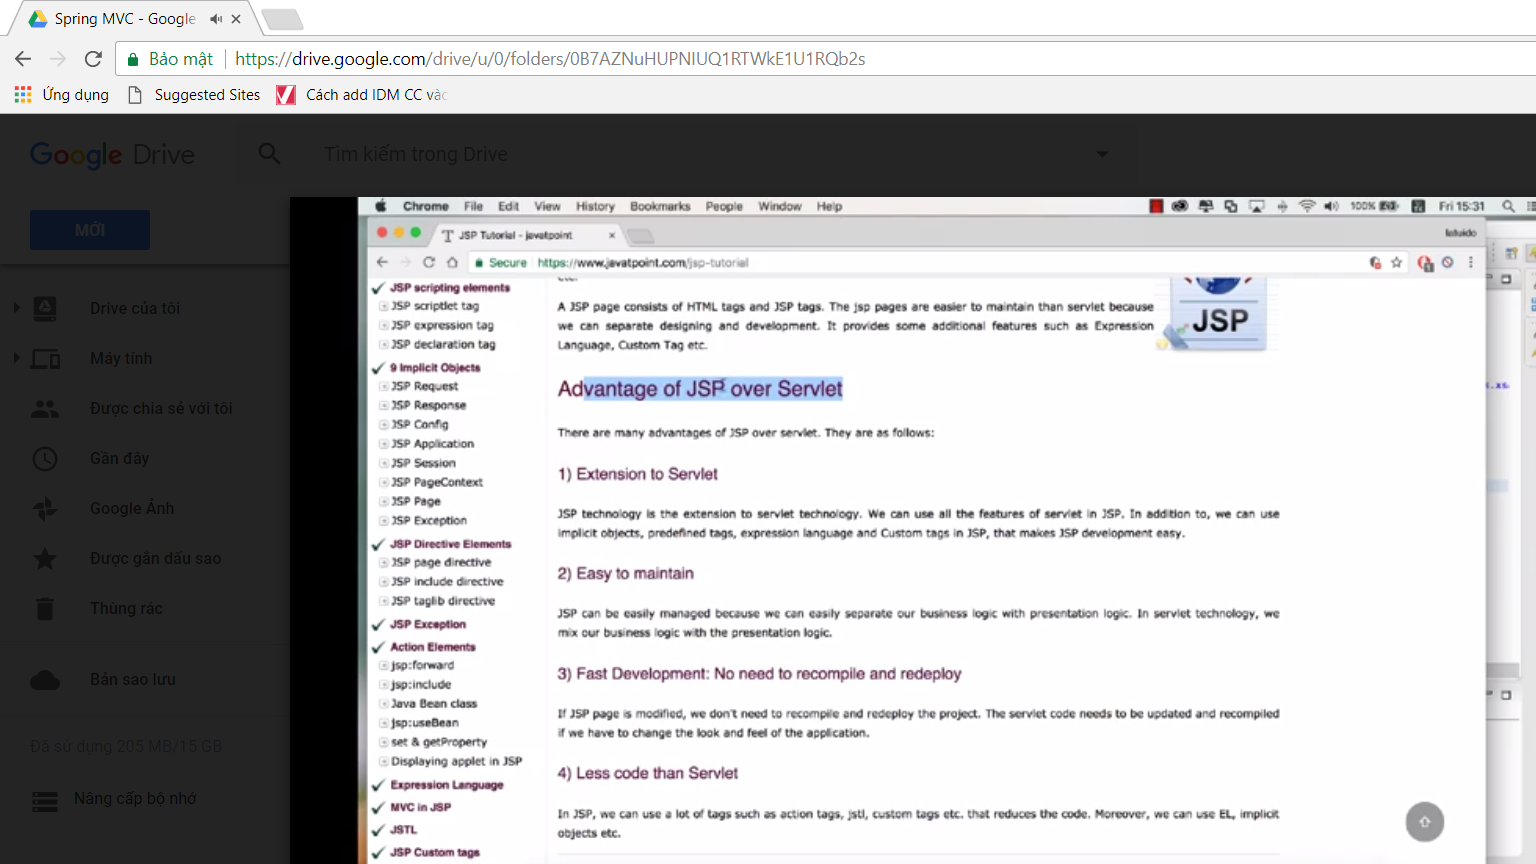 Spring MVC - Google
Bảo mật
https://drive.google.com/drive/u/0/folders/0B7AZNuHUPNlUQ1RTWkE1U1RQb2s
Ứng dụng
Suggested Sites
Cách add IDM CC vào
Google Drive
Tìm kiếm trong Drive
MỚI
Drive của tôi
Máy tính
Được chia sẻ với tôi
Gần đây
Google Ảnh
Được gắn dấu sao
Thùng rác
Bản sao lưu
Đã sử dụng 205 MB/15 GB
Nâng cấp bộ nhớ
Chrome File Edit View History Bookmarks People Window Help
100% Fri 15:31
JSP Tutorial - javatpoint
latuido
Secure https://www.javatpoint.com/jsp-tutorial
JSP scripting elements
JSP scriptlet tag
JSP expression tag
JSP declaration tag
9 Implicit Objects
JSP Request
JSP Response
JSP Config
JSP Application
JSP Session
JSP PageContext
JSP Page
JSP Exception
JSP Directive Elements
JSP page directive
JSP include directive
JSP taglib directive
JSP Exception
Action Elements
jsp:forward
jsp:include
Java Bean class
jsp:useBean
set & getProperty
Displaying applet in JSP
Expression Language
MVC in JSP
JSTL
JSP Custom tags
etc.
A JSP page consists of HTML tags and JSP tags. The jsp pages are easier to maintain than servlet because
we can separate designing and development. It provides some additional features such as Expression
Language, Custom Tag etc.
JSP
Advantage of JSP over Servlet
There are many advantages of JSP over servlet. They are as follows:
1) Extension to Servlet
JSP technology is the extension to servlet technology. We can use all the features of servlet in JSP. In addition to, we can use
implicit objects, predefined tags, expression language and Custom tags in JSP, that makes JSP development easy.
2) Easy to maintain
JSP can be easily managed because we can easily separate our business logic with presentation logic. In servlet technology, we
mix our business logic with the presentation logic.
3) Fast Development: No need to recompile and redeploy
If JSP page is modified, we don't need to recompile and redeploy the project. The servlet code needs to be updated and recompiled
if we have to change the look and feel of the application.
4) Less code than Servlet
In JSP, we can use a lot of tags such as action tags, jstl, custom tags etc. that reduces the code. Moreover, we can use EL, implicit
objects etc.